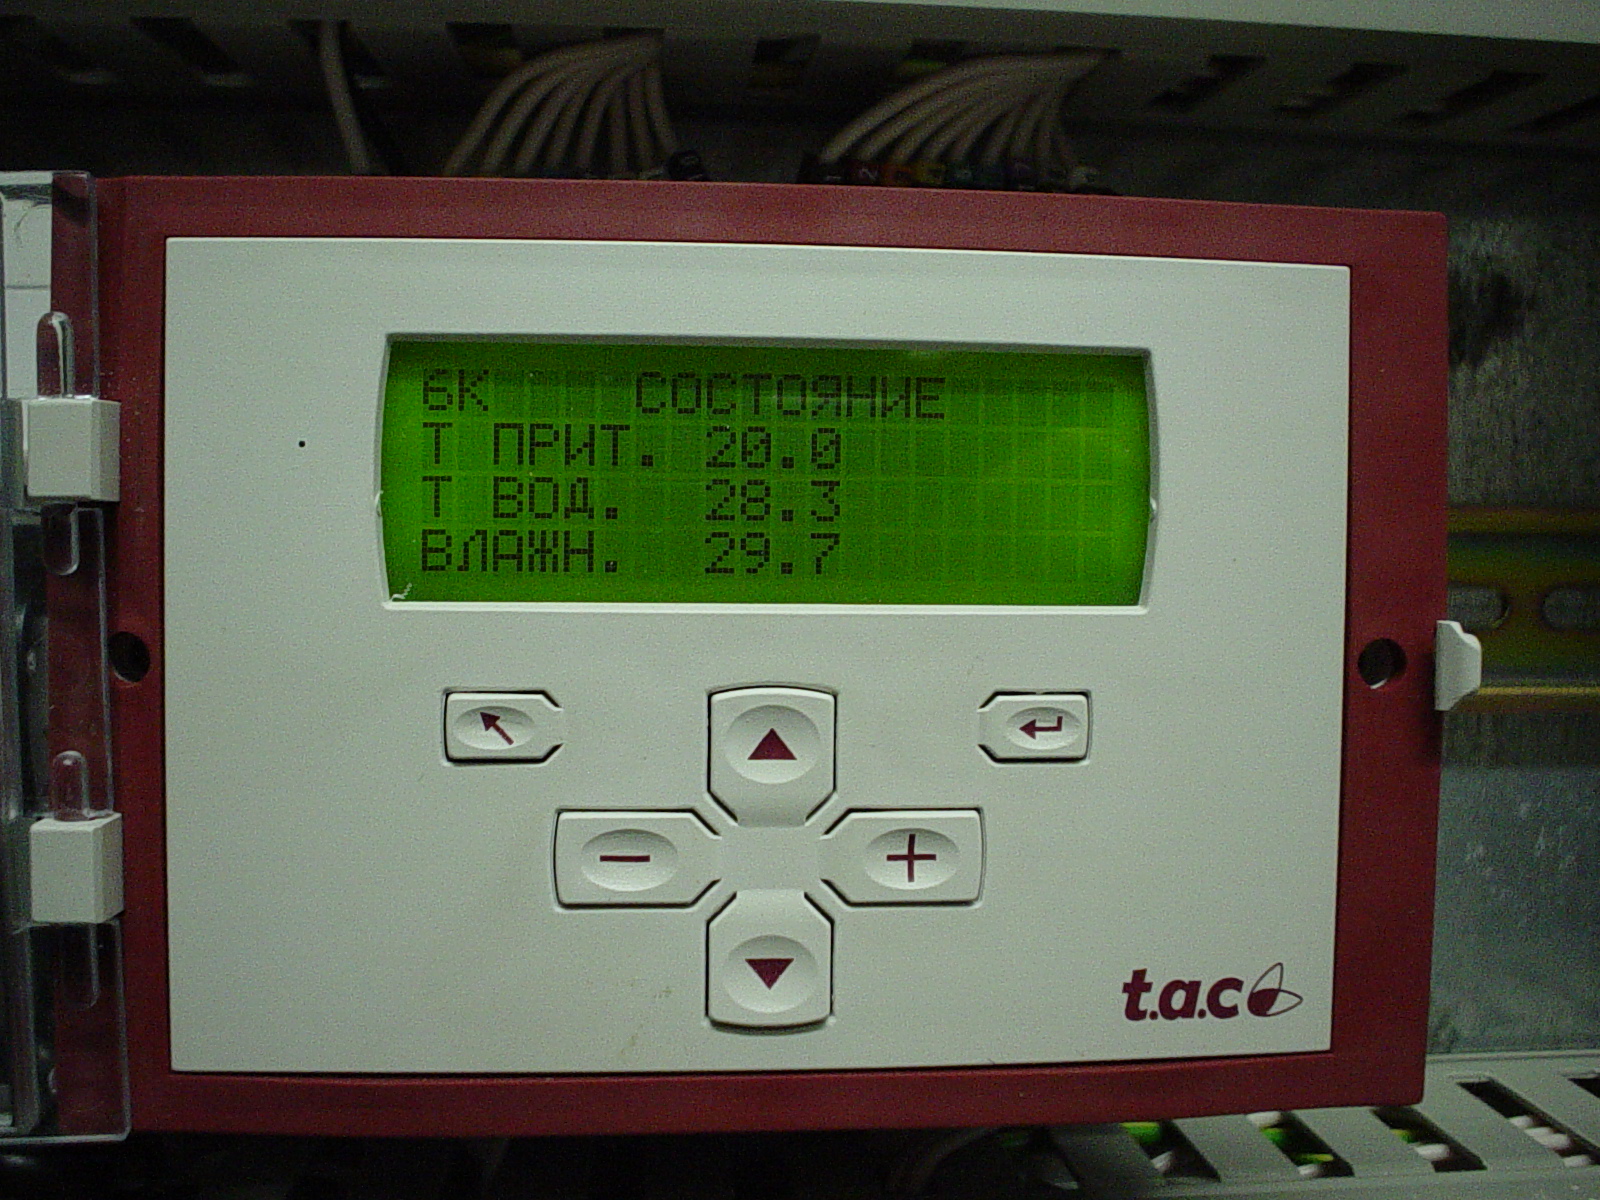 6К СОСТОЯНИЕ
Т ПРИТ. 20.0
Т ВОД. 28.3
ВЛАЖН. 29.7
t.a.c